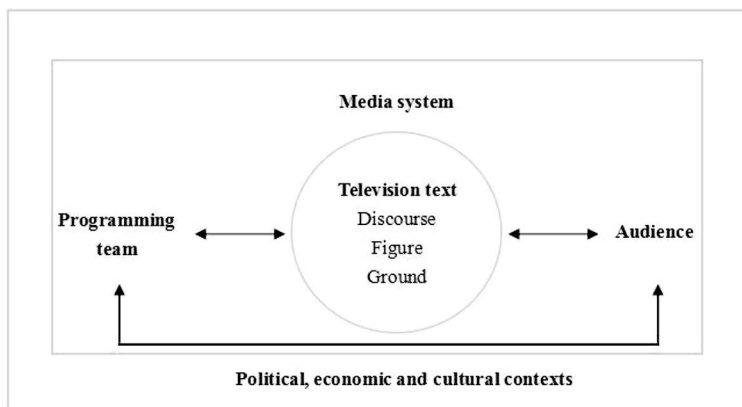 Media system
Television text
Discourse
Figure
Ground
Programming
team
Audience
Political, economic and cultural contexts